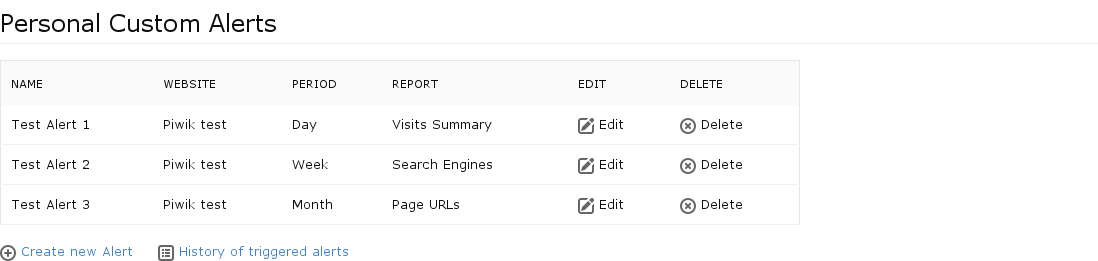 Personal Custom Alerts
NAME WEBSITE PERIOD REPORT EDIT DELETE
Test Alert 1 Piwik test Day Visits Summary Edit Delete
Test Alert 2 Piwik test Week Search Engines Edit Delete
Test Alert 3 Piwik test Month Page URLs Edit Delete
Create new Alert History of triggered alerts